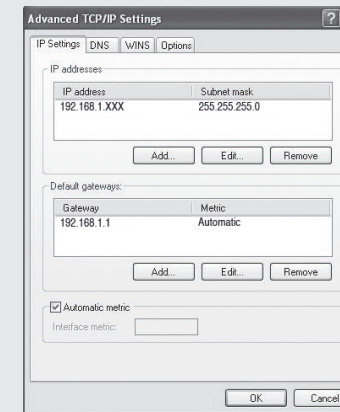 Advanced TCP/IP Settings ?
IP Settings DNS WINS Options
IP addresses
IP address Subnet mask
192.168.1.XXX 255.255.255.0
Add... Edit... Remove
Default gateways:
Gateway Metric
192.168.1.1 Automatic
Add... Edit... Remove
Automatic metric
Interface metric:
OK Cancel